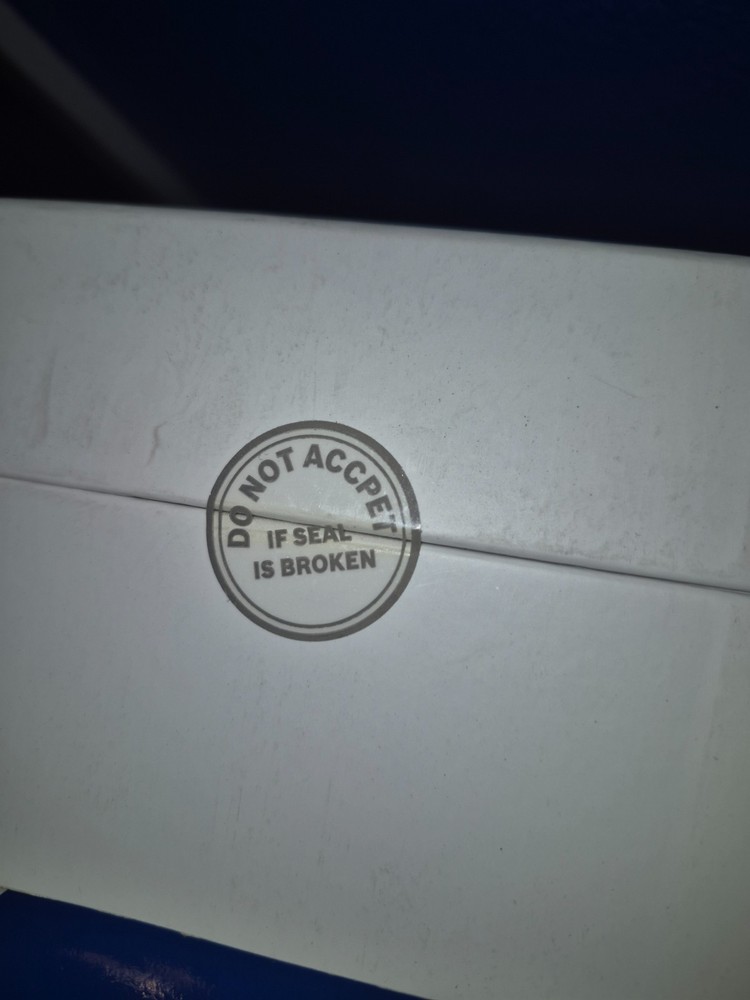 DO NOT ACCPET
IF SEAL
IS BROKEN